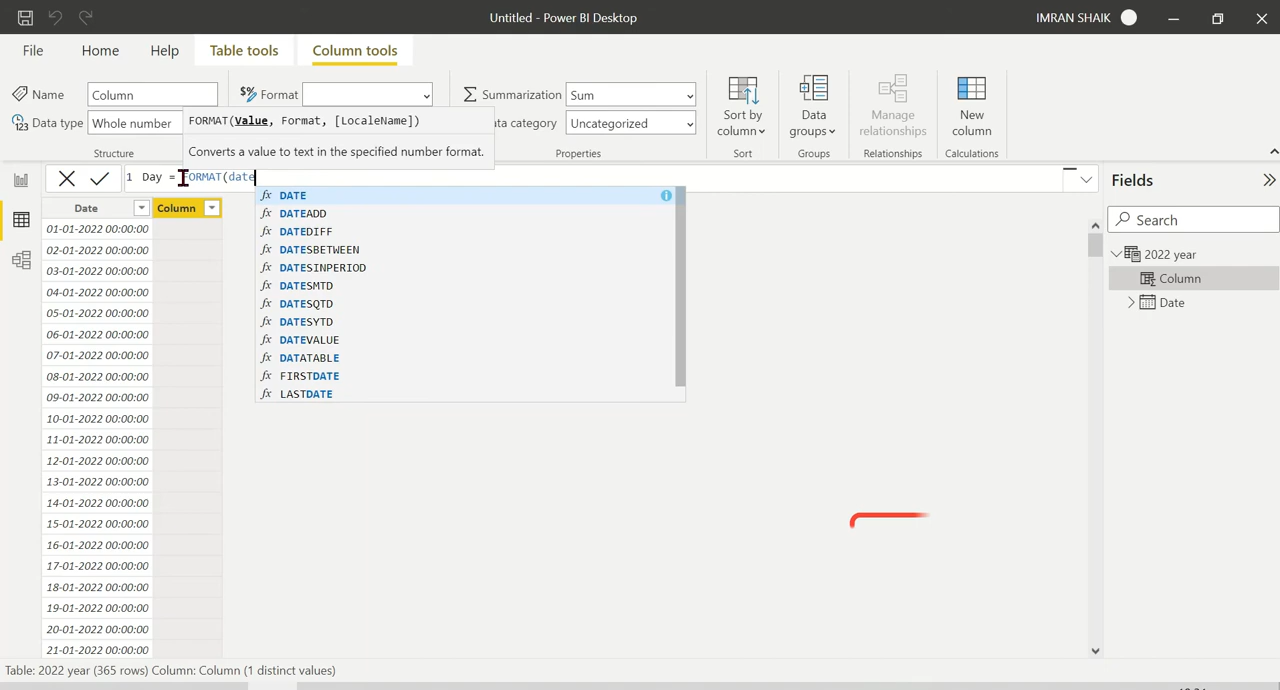 Untitled - Power BI Desktop
IMRAN SHAIK
File
Home
Help
Table tools
Column tools
Name
Column
Format
Summarization
Sum
Data type
Whole number
ata category
Uncategorized
Sort by
column
Data
groups
Manage
relationships
New
column
Structure
Properties
Sort
Groups
Relationships
Calculations
FORMAT(Value, Format, [LocaleName])
Converts a value to text in the specified number format.
1 Day = FORMAT(date
DATE
DATEADD
DATEDIFF
DATESBETWEEN
DATESINPERIOD
DATESMTD
DATESQTD
DATESYTD
DATEVALUE
DATATABLE
FIRSTDATE
LASTDATE
Date
Column
01-01-2022 00:00:00
02-01-2022 00:00:00
03-01-2022 00:00:00
04-01-2022 00:00:00
05-01-2022 00:00:00
06-01-2022 00:00:00
07-01-2022 00:00:00
08-01-2022 00:00:00
09-01-2022 00:00:00
10-01-2022 00:00:00
11-01-2022 00:00:00
12-01-2022 00:00:00
13-01-2022 00:00:00
14-01-2022 00:00:00
15-01-2022 00:00:00
16-01-2022 00:00:00
17-01-2022 00:00:00
18-01-2022 00:00:00
19-01-2022 00:00:00
20-01-2022 00:00:00
21-01-2022 00:00:00
Fields
Search
2022 year
Column
Date
Table: 2022 year (365 rows) Column: Column (1 distinct values)